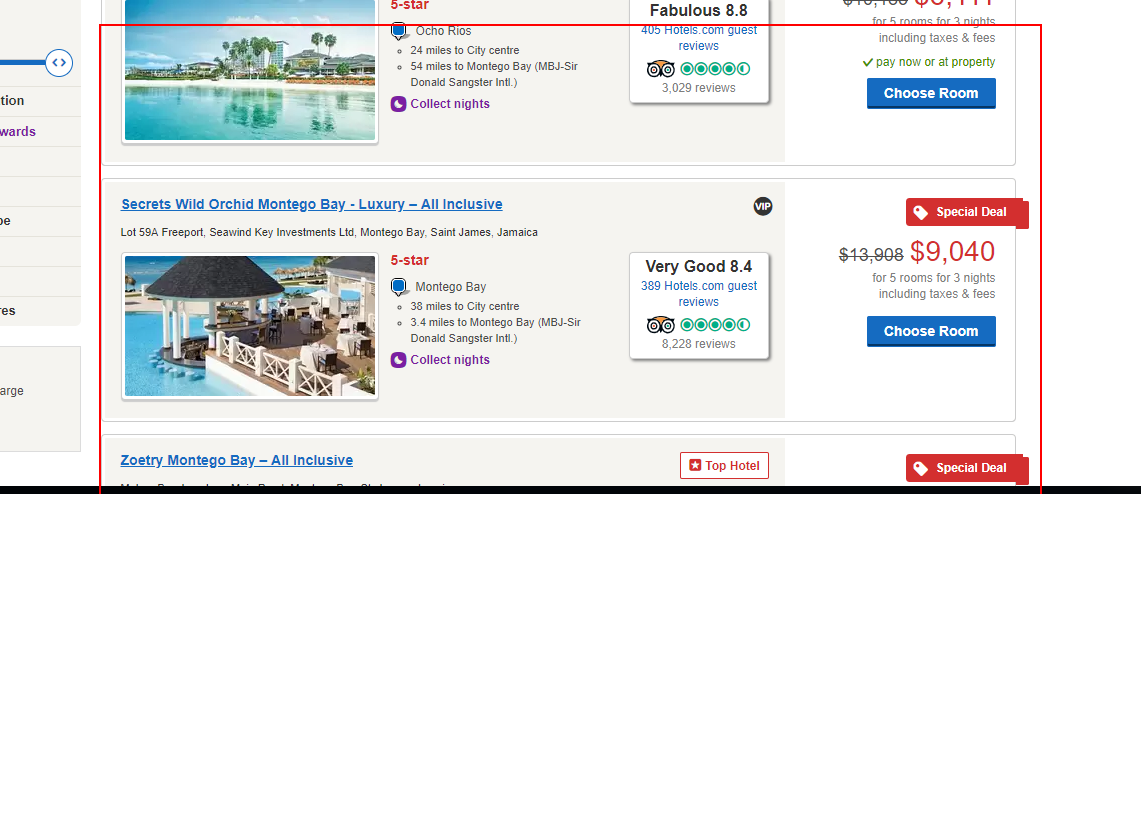 5-star
Fabulous 8.8
Ocho Rios
405 Hotels.com guest
reviews
for 5 rooms for 3 nights
including taxes & fees
24 miles to City centre
54 miles to Montego Bay (MBJ-Sir
Donald Sangster Intl.)
pay now or at property
3,029 reviews
Choose Room
Collect nights
tion
wards
Secrets Wild Orchid Montego Bay - Luxury – All Inclusive
VIP
Special Deal
pe
Lot 59A Freeport, Seawind Key Investments Ltd, Montego Bay, Saint James, Jamaica
$13,908 $9,040
5-star
Very Good 8.4
for 5 rooms for 3 nights
including taxes & fees
Montego Bay
389 Hotels.com guest
reviews
38 miles to City centre
3.4 miles to Montego Bay (MBJ-Sir
Donald Sangster Intl.)
8,228 reviews
Choose Room
Collect nights
res
arge
Zoetry Montego Bay – All Inclusive
Top Hotel
Special Deal